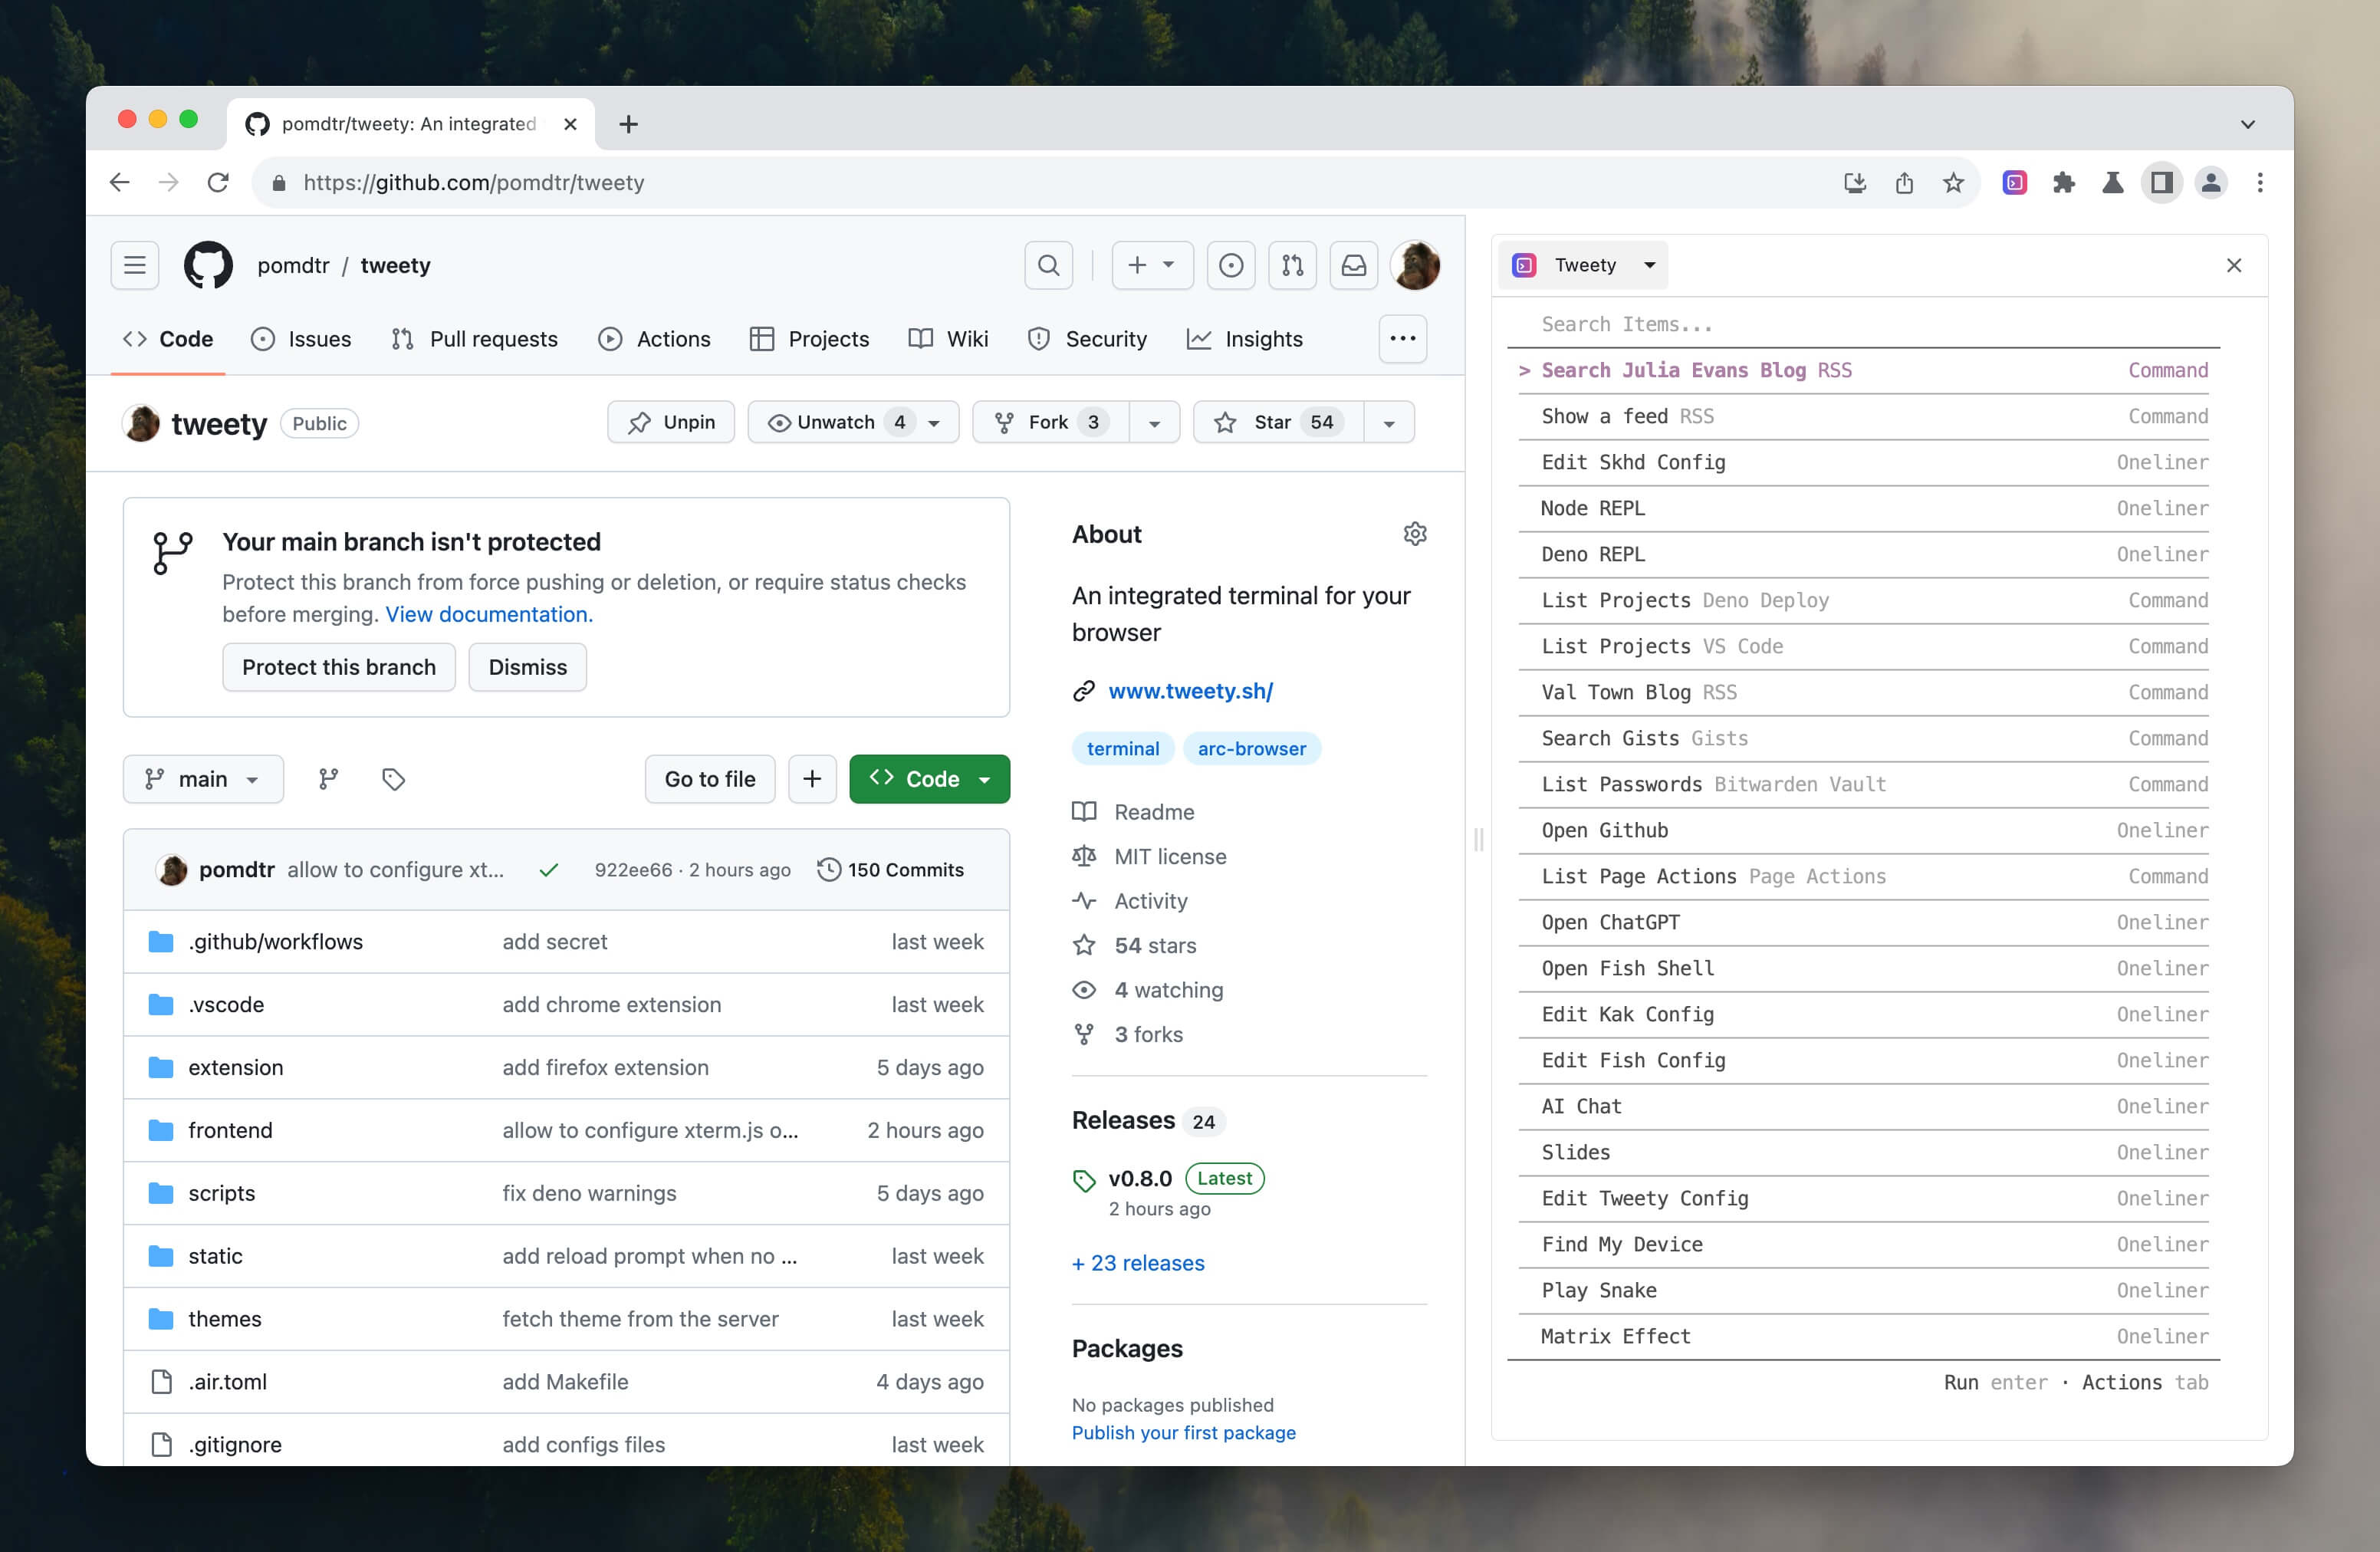 pomdtr/tweety: An integrated
https://github.com/pomdtr/tweety
pomdtr / tweety
Code Issues Pull requests Actions Projects Wiki Security Insights
tweety Public Unpin Unwatch 4 Fork 3 Star 54
Your main branch isn't protected
Protect this branch from force pushing or deletion, or require status checks
before merging. View documentation.
Protect this branch Dismiss
main Go to file Code
pomdtr allow to configure xt... 922ee66 · 2 hours ago 150 Commits
.github/workflows add secret last week
.vscode add chrome extension last week
extension add firefox extension 5 days ago
frontend allow to configure xterm.js o... 2 hours ago
scripts fix deno warnings 5 days ago
static add reload prompt when no ... last week
themes fetch theme from the server last week
.air.toml add Makefile 4 days ago
.gitignore add configs files last week
About
An integrated terminal for your
browser
www.tweety.sh/
terminal arc-browser
Readme
MIT license
Activity
54 stars
4 watching
3 forks
Releases 24
v0.8.0 Latest
2 hours ago
+ 23 releases
Packages
No packages published
Publish your first package
Tweety
Search Items...
> Search Julia Evans Blog RSS Command
Show a feed RSS Command
Edit Skhd Config Oneliner
Node REPL Oneliner
Deno REPL Oneliner
List Projects Deno Deploy Command
List Projects VS Code Command
Val Town Blog RSS Command
Search Gists Gists Command
List Passwords Bitwarden Vault Command
Open Github Oneliner
List Page Actions Page Actions Command
Open ChatGPT Oneliner
Open Fish Shell Oneliner
Edit Kak Config Oneliner
Edit Fish Config Oneliner
AI Chat Oneliner
Slides Oneliner
Edit Tweety Config Oneliner
Find My Device Oneliner
Play Snake Oneliner
Matrix Effect Oneliner
Run enter · Actions tab